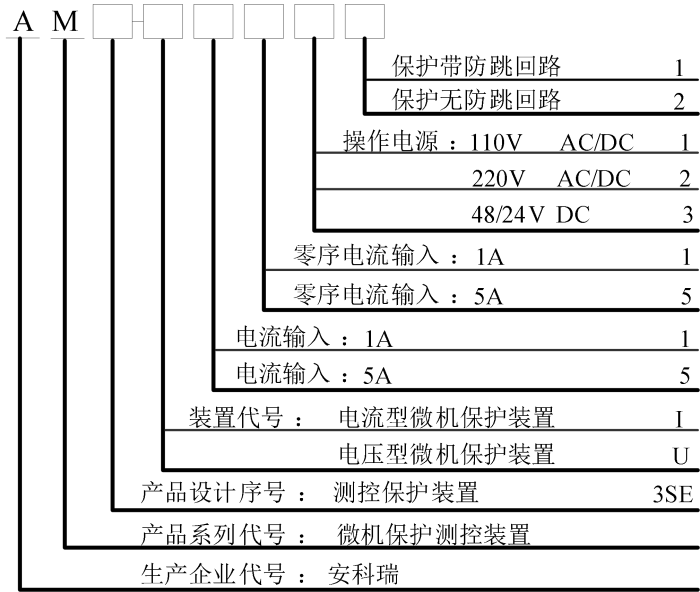 A M □-□ □ □ □ □
保护带防跳回路 1
保护无防跳回路 2
操作电源：110V AC/DC 1
220V AC/DC 2
48/24V DC 3
零序电流输入：1A 1
零序电流输入：5A 5
电流输入：1A 1
电流输入：5A 5
装置代号：电流型微机保护装置 I
电压型微机保护装置 U
产品设计序号：测控保护装置 3SE
产品系列代号：微机保护测控装置
生产企业代号：安科瑞